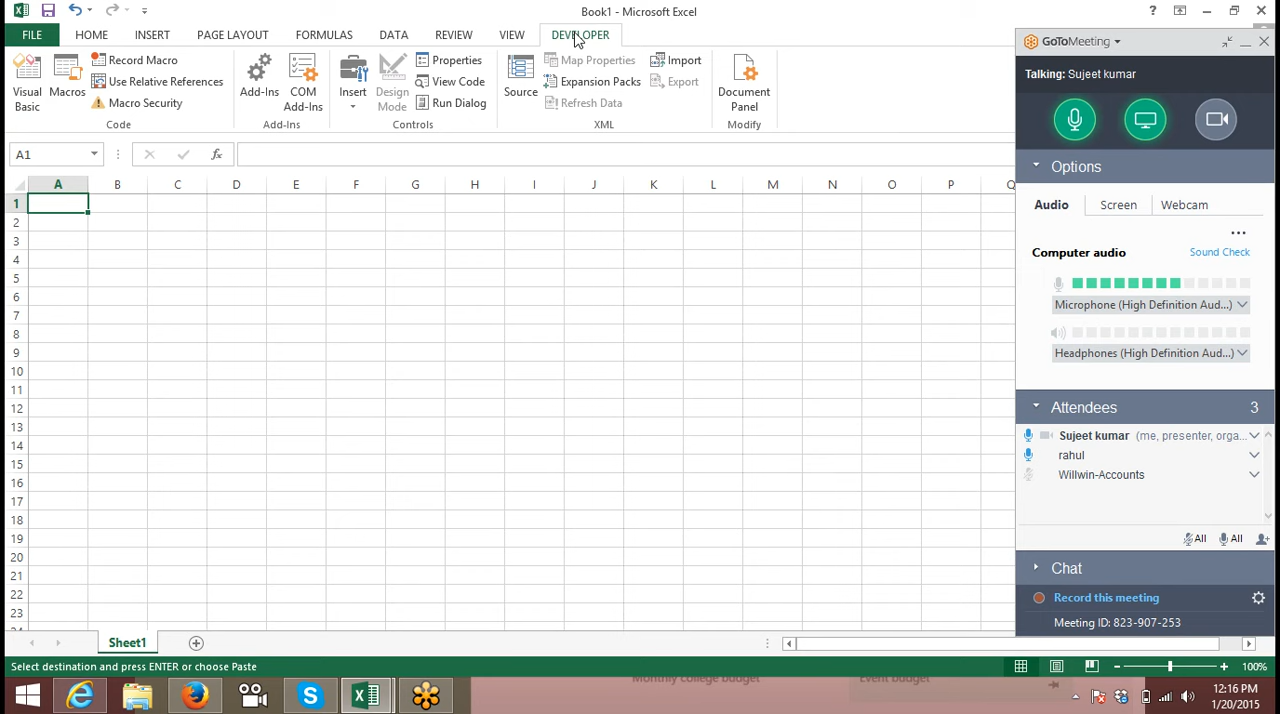 Book1 - Microsoft Excel
FILE HOME INSERT PAGE LAYOUT FORMULAS DATA REVIEW VIEW DEVELOPER
Visual Basic
Macros
Record Macro
Use Relative References
Macro Security
Code
Add-Ins
COM Add-Ins
Add-Ins
Insert
Design Mode
Properties
View Code
Run Dialog
Controls
Source
Map Properties
Expansion Packs
Refresh Data
Import
Export
XML
Document Panel
Modify
A1
fx
A B C D E F G H I J K L M N O P Q
1
2
3
4
5
6
7
8
9
10
11
12
13
14
15
16
17
18
19
20
21
22
23
Sheet1
Select destination and press ENTER or choose Paste
100%
GoToMeeting
Talking: Sujeet kumar
Options
Audio Screen Webcam
Computer audio Sound Check
Microphone (High Definition Aud...)
Headphones (High Definition Aud...)
Attendees 3
Sujeet kumar (me, presenter, orga...
rahul
Willwin-Accounts
All All
Chat
Record this meeting
Meeting ID: 823-907-253
Monthly college budget Event budget
12:16 PM
1/20/2015